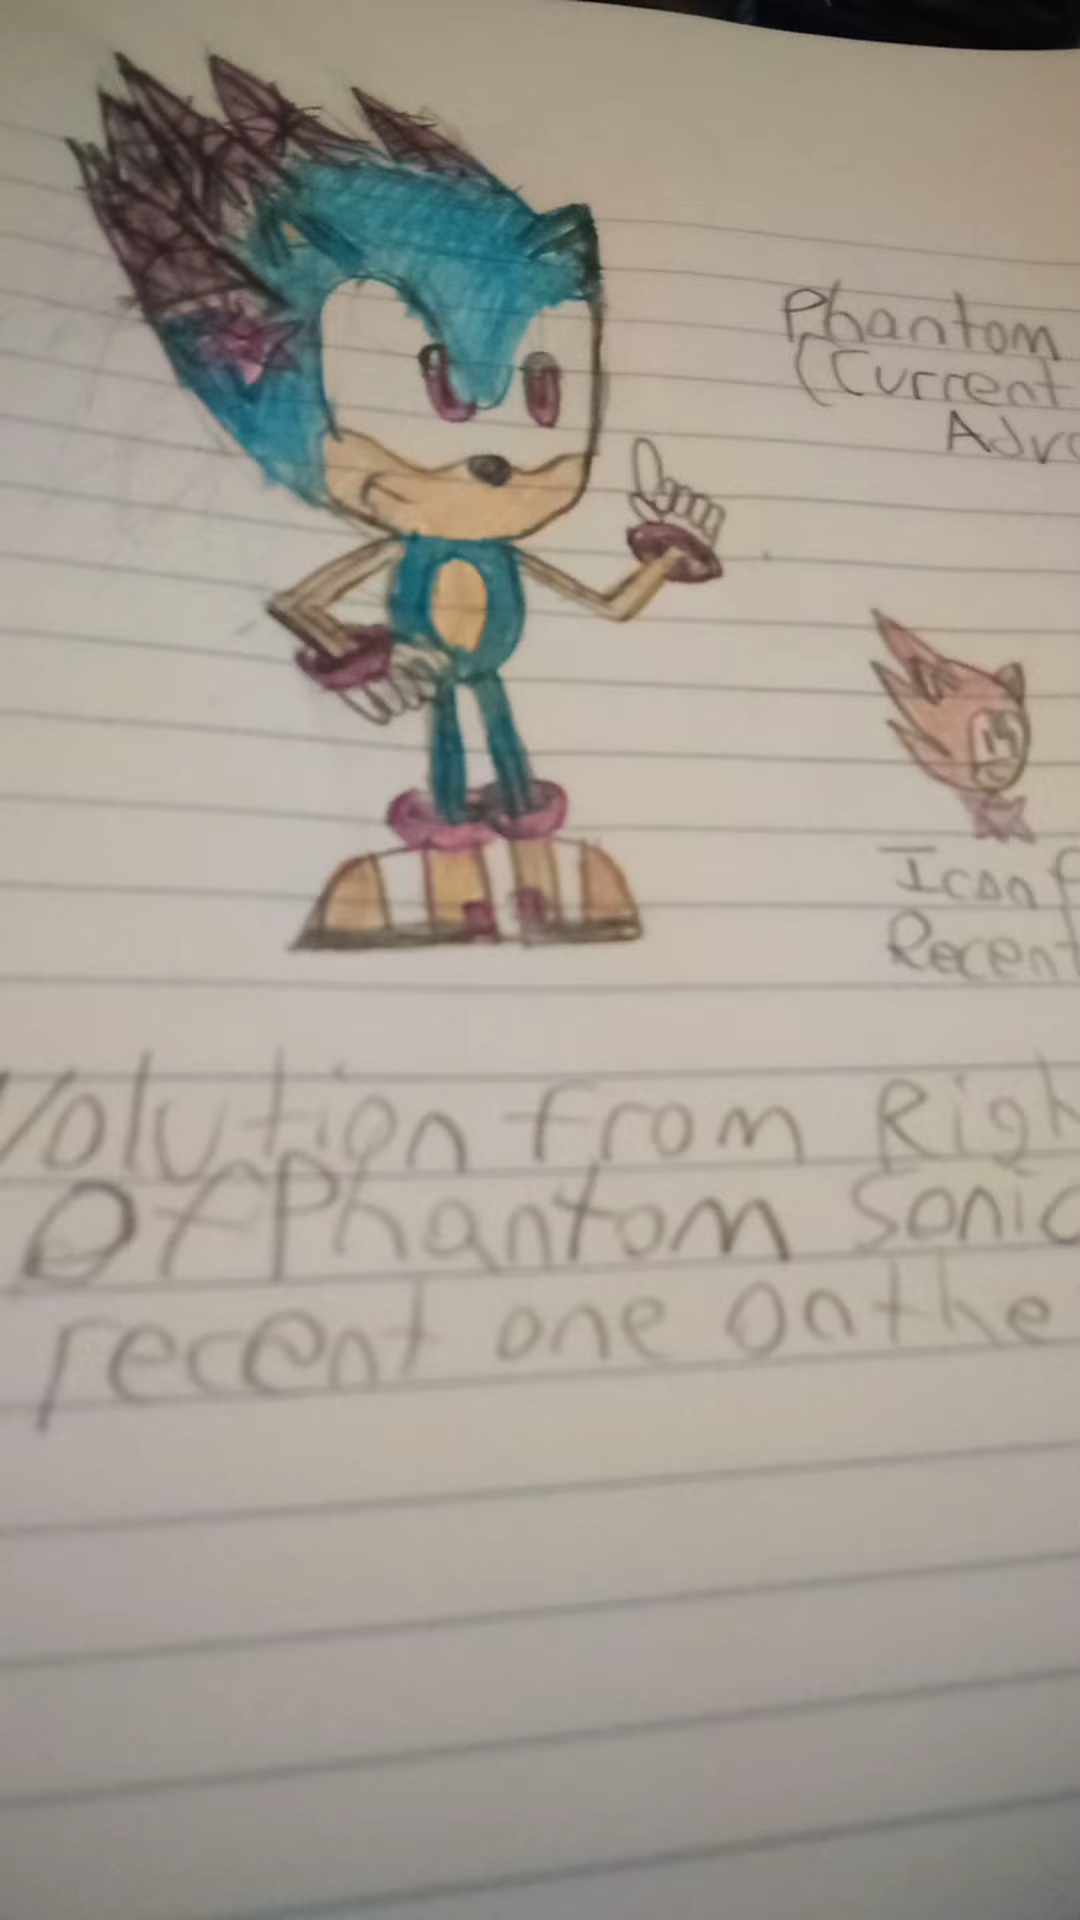 Phantom
(Current
Adv
Icon f
Recent
volution from Righ
Of Phantom Sonic
recent one on the